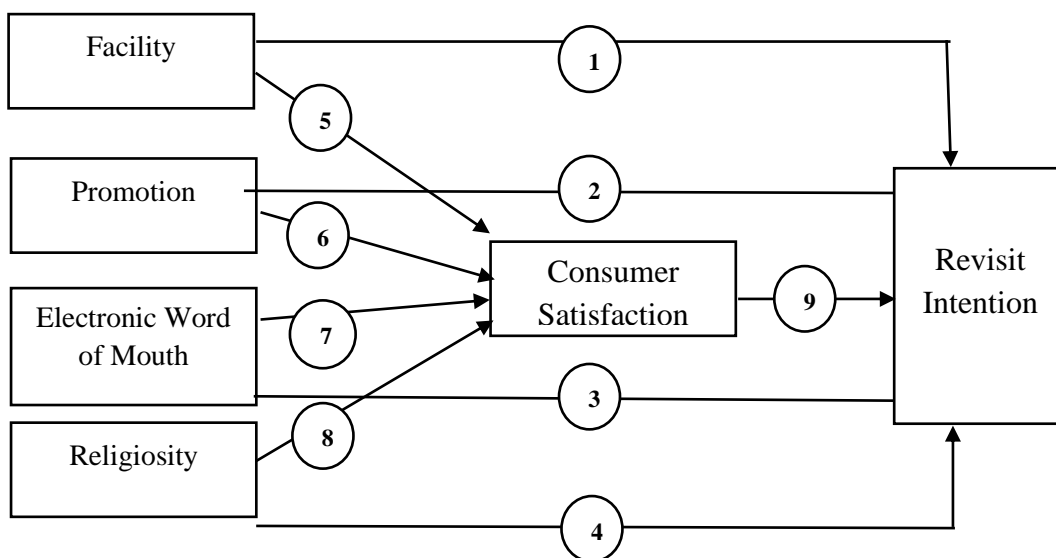 Facility
1
5
Promotion
2
6
Consumer
Satisfaction
Revisit
Intention
9
Electronic Word
of Mouth
7
3
Religiosity
8
4